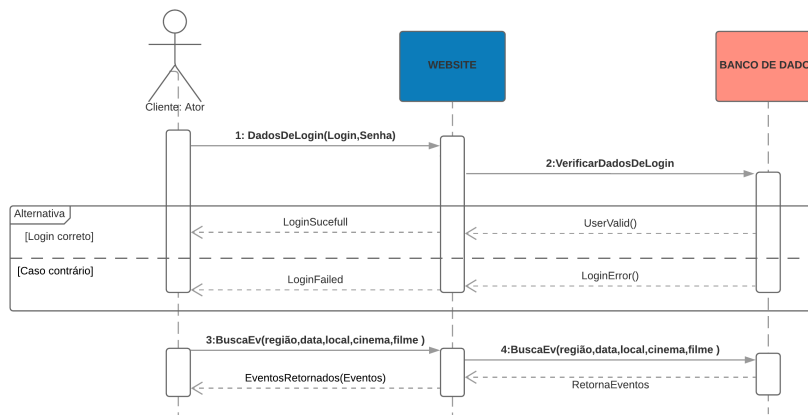 WEBSITE
BANCO DE DADO
Cliente: Ator
1: DadosDeLogin(Login,Senha)
2:VerificarDadosDeLogin
Alternativa
[Login correto]
LoginSucefull
UserValid()
[Caso contrário]
LoginFailed
LoginError()
3:BuscaEv(região,data,local,cinema,filme )
4:BuscaEv(região,data,local,cinema,filme )
EventosRetornados(Eventos)
RetornaEventos